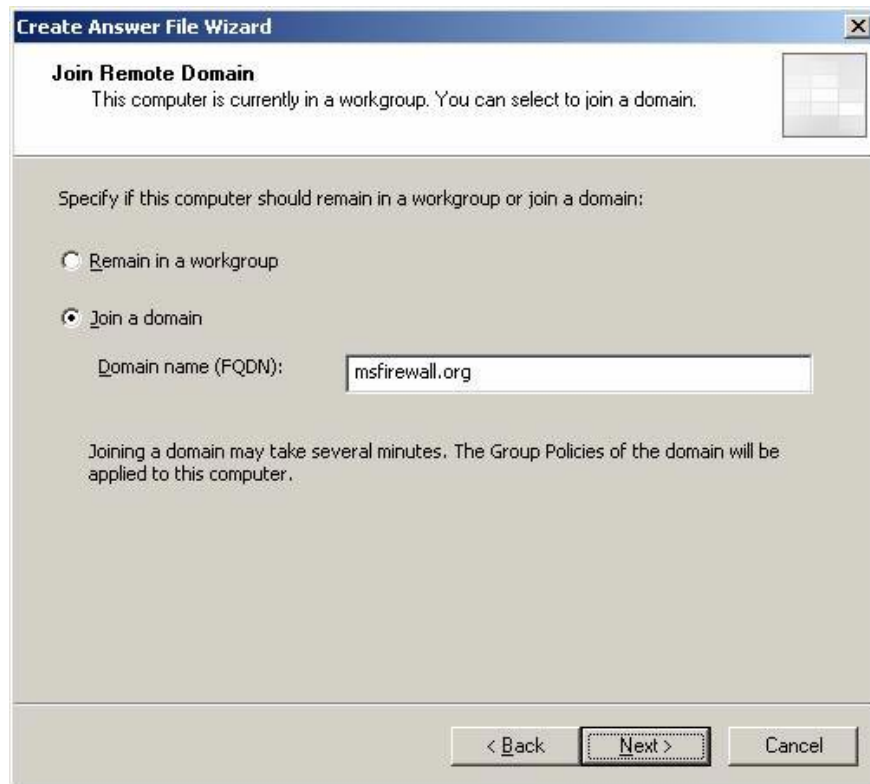 Create Answer File Wizard
Join Remote Domain
This computer is currently in a workgroup. You can select to join a domain.
Specify if this computer should remain in a workgroup or join a domain:
Remain in a workgroup
Join a domain
Domain name (FQDN):
msfirewall.org
Joining a domain may take several minutes. The Group Policies of the domain will be
applied to this computer.
< Back
Next >
Cancel